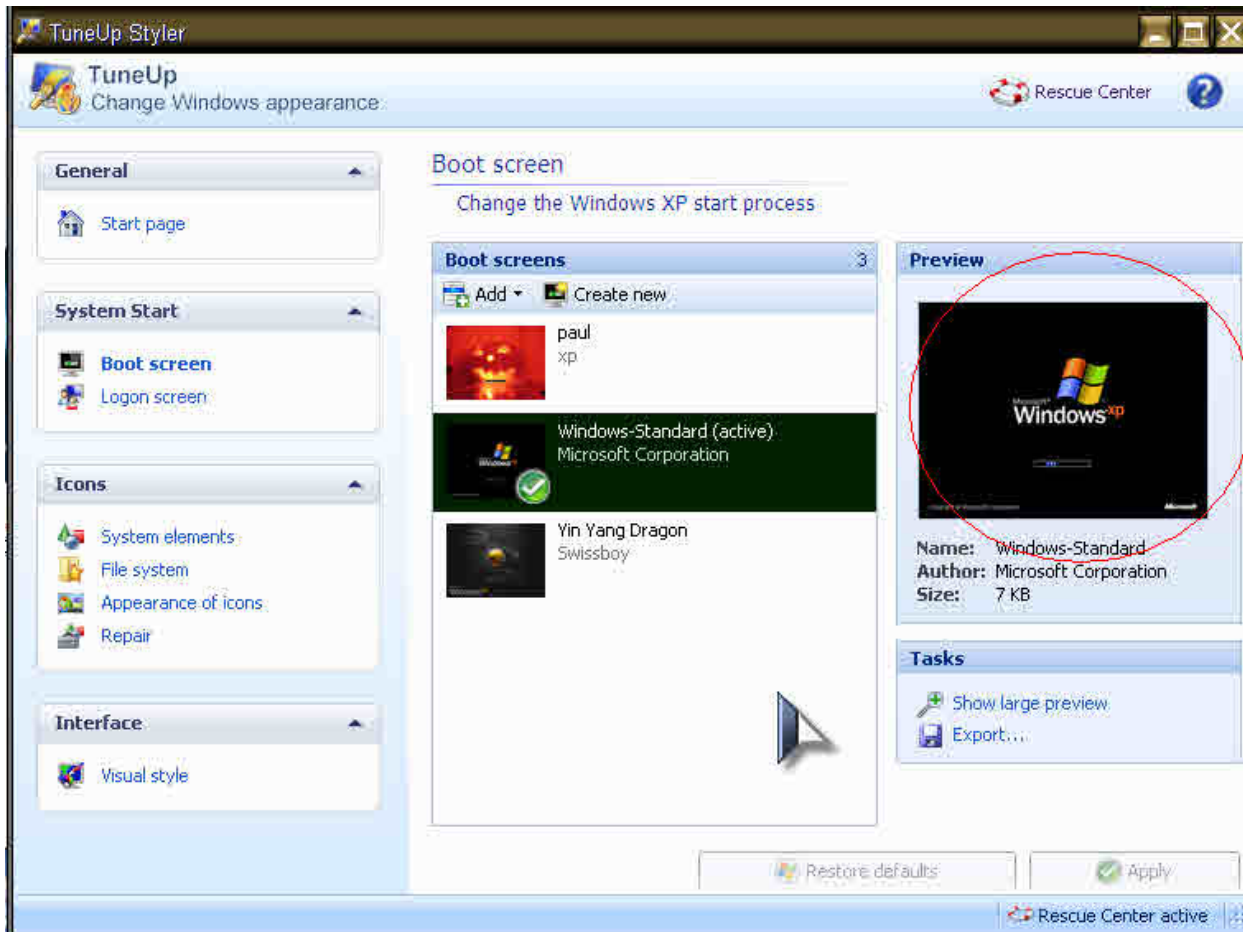 TuneUp Styler
TuneUp
Change Windows appearance
Rescue Center
General
Start page
System Start
Boot screen
Logon screen
Icons
System elements
File system
Appearance of icons
Repair
Interface
Visual style
Boot screen
Change the Windows XP start process
Boot screens 3
Add Create new
paul
xp
Windows-Standard (active)
Microsoft Corporation
Yin Yang Dragon
Swissboy
Preview
Microsoft
Windows xp
Microsoft
Name: Windows-Standard
Author: Microsoft Corporation
Size: 7 KB
Tasks
Show large preview
Export...
Restore defaults
Apply
Rescue Center active